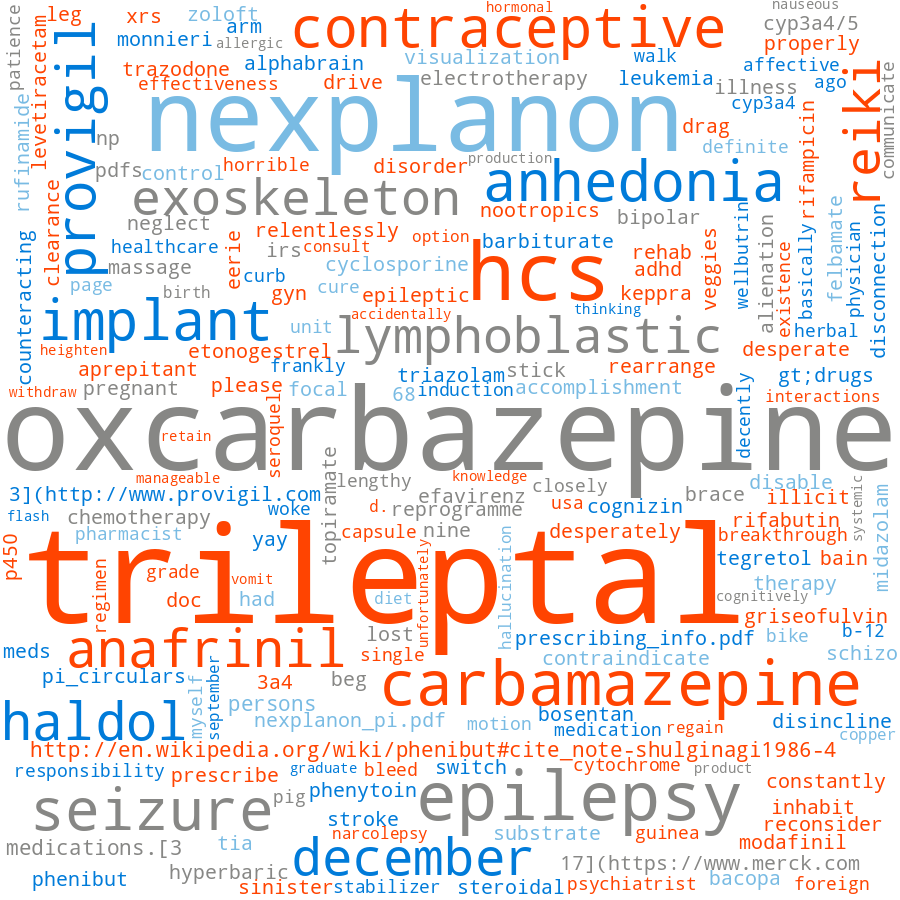 nauseous
hormonal
patience
leg
xrs
zoloft
contraceptive
cyp3a4/5
arm
monnieri
allergic
alphabrain
visualization
walk
properly
provigil
trazodone
electrotherapy
leukemia
affective
effectiveness
drive
illness
ago
reiki
communicate
levetiracetam
rufinamide
nexplanon
cyp3a4
rifampicin
np
drag
definite
pdfs
control
horrible
disorder
production
anhedonia
clearance
exoskeleton
nootropics
bipolar
neglect
relentlessly
option
barbiturate
wellbutrin
alienation
basically
felbamate
physician
disconnection
counteracting
healthcare
eerie
irs
consult
rehab
veggies
existence
massage
curb
cyclosporine
hcs
adhd
page
birth
gyn
cure
epileptic
keppra
implant
unit
accidentally
thinking
herbal
heighten
etonogestrel
lymphoblastic
desperate
aprepitant
frankly
rearrange
withdraw
pregnant
please
focal
triazolam
stick
accomplishment
gt;drugs
68
induction
interactions
seroquel
decently
oxcarbazepine
retain
manageable
topiramate
lengthy
knowledge
closely
disable
systemic
3](http://www.provigil.com
efavirenz
brace
illicit
midazolam
flash
chemotherapy
woke
d.
reprogramme
usa
cognizin
rifabutin
p450
pharmacist
yay
capsule
nine
desperately
breakthrough
trileptal
unfortunately
hallucination
tegretol
bain
regimen
grade
vomit
therapy
doc
had
diet
cognitively
griseofulvin
anafrinil
lost
prescribing_info.pdf
bike
b-12
meds
single
contraindicate
schizo
pi_circulars
september
myself
3a4
beg
carbamazepine
persons
haldol
nexplanon_pi.pdf
motion
bosentan
medication
regain
disincline
copper
http://en.wikipedia.org/wiki/phenibut#cite_note-shulginagi1986-4
responsibility
prescribe
graduate
bleed
switch
cytochrome
product
constantly
seizure
pig
phenytoin
epilepsy
inhabit
stroke
reconsider
medications.[3
tia
narcolepsy
substrate
guinea
modafinil
december
17](https://www.merck.com
phenibut
hyperbaric
sinister
stabilizer
steroidal
psychiatrist
bacopa
foreign